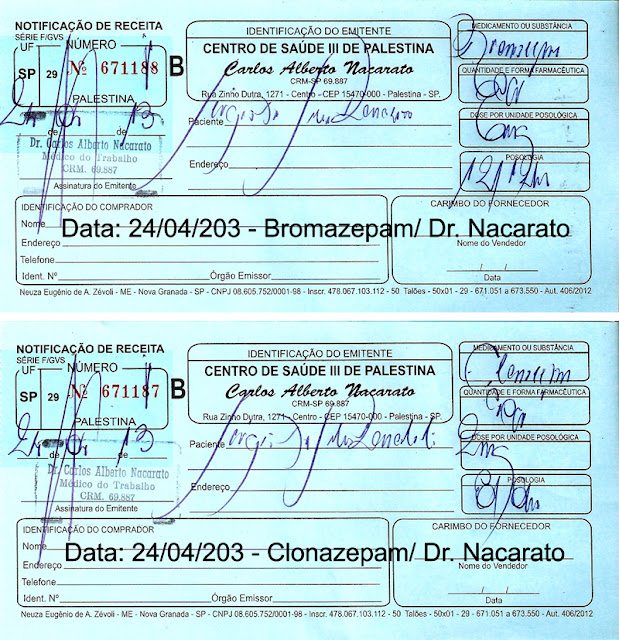 NOTIFICAÇÃO DE RECEITA
SÉRIE F/GVS
UF NÚMERO
SP 29 Nº 671188 B
PALESTINA
de de 13
Dr. Carlos Alberto Nacarato
Médico do Trabalho
CRM. 69.887
Assinatura do Emitente
IDENTIFICAÇÃO DO EMITENTE
CENTRO DE SAÚDE III DE PALESTINA
Carlos Alberto Nacarato
CRM-SP 69.887
Rua Zinho Dutra, 1271 - Centro - CEP 15470-000 - Palestina - SP.
Paciente
Endereço
MEDICAMENTO OU SUBSTÂNCIA
QUANTIDADE E FORMA FARMACÊUTICA
DOSE POR UNIDADE POSOLÓGICA
6mg
POSOLOGIA
12/12hs
IDENTIFICAÇÃO DO COMPRADOR
Nome
Data: 24/04/203 - Bromazepam/ Dr. Nacarato
Endereço
Telefone
Ident. Nº Órgão Emissor
CARIMBO DO FORNECEDOR
Nome do Vendedor
Data
Neuza Eugênio de A. Zévoli - ME - Nova Granada - SP - CNPJ 08.605.752/0001-98 - Inscr. 478.067.103.112 - 50 Talões - 50x01 - 29 - 671.051 a 673.550 - Aut. 406/2012
NOTIFICAÇÃO DE RECEITA
SÉRIE F/GVS
UF NÚMERO
SP 29 Nº 671187 B
PALESTINA
de de 13
Dr. Carlos Alberto Nacarato
Médico do Trabalho
CRM. 69.887
Assinatura do Emitente
IDENTIFICAÇÃO DO EMITENTE
CENTRO DE SAÚDE III DE PALESTINA
Carlos Alberto Nacarato
CRM-SP 69.887
Rua Zinho Dutra, 1271 - Centro - CEP 15470-000 - Palestina - SP.
Paciente
Endereço
MEDICAMENTO OU SUBSTÂNCIA
QUANTIDADE E FORMA FARMACÊUTICA
DOSE POR UNIDADE POSOLÓGICA
2mg
POSOLOGIA
IDENTIFICAÇÃO DO COMPRADOR
Nome
Data: 24/04/203 - Clonazepam/ Dr. Nacarato
Endereço
Telefone
Ident. Nº Órgão Emissor
CARIMBO DO FORNECEDOR
Nome do Vendedor
Data
Neuza Eugênio de A. Zévoli - ME - Nova Granada - SP - CNPJ 08.605.752/0001-98 - Inscr. 478.067.103.112 - 50 Talões - 50x01 - 29 - 671.051 a 673.550 - Aut. 406/2012